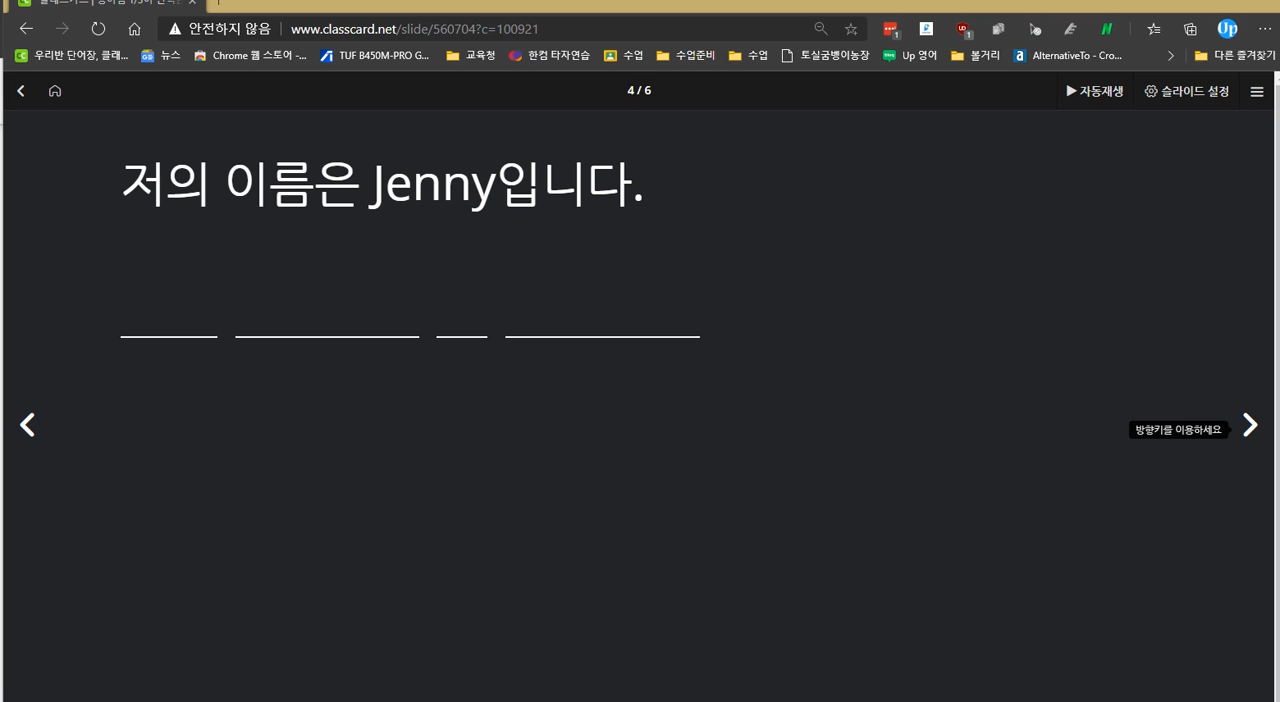 안전하지 않음 www.classcard.net/slide/560704?c=100921
우리반 단어장, 클래... 뉴스 Chrome 웹 스토어 -... TUF B450M-PRO G... 교육청 한컴 타자연습 수업 수업준비 수십 토실굼벵이농장 Up 영어 볼거리 AlternativeTo - Cro... 다른 즐겨찾기
4 / 6 자동재생 슬라이드 설정
저의 이름은 Jenny입니다.
방향키를 이용하세요